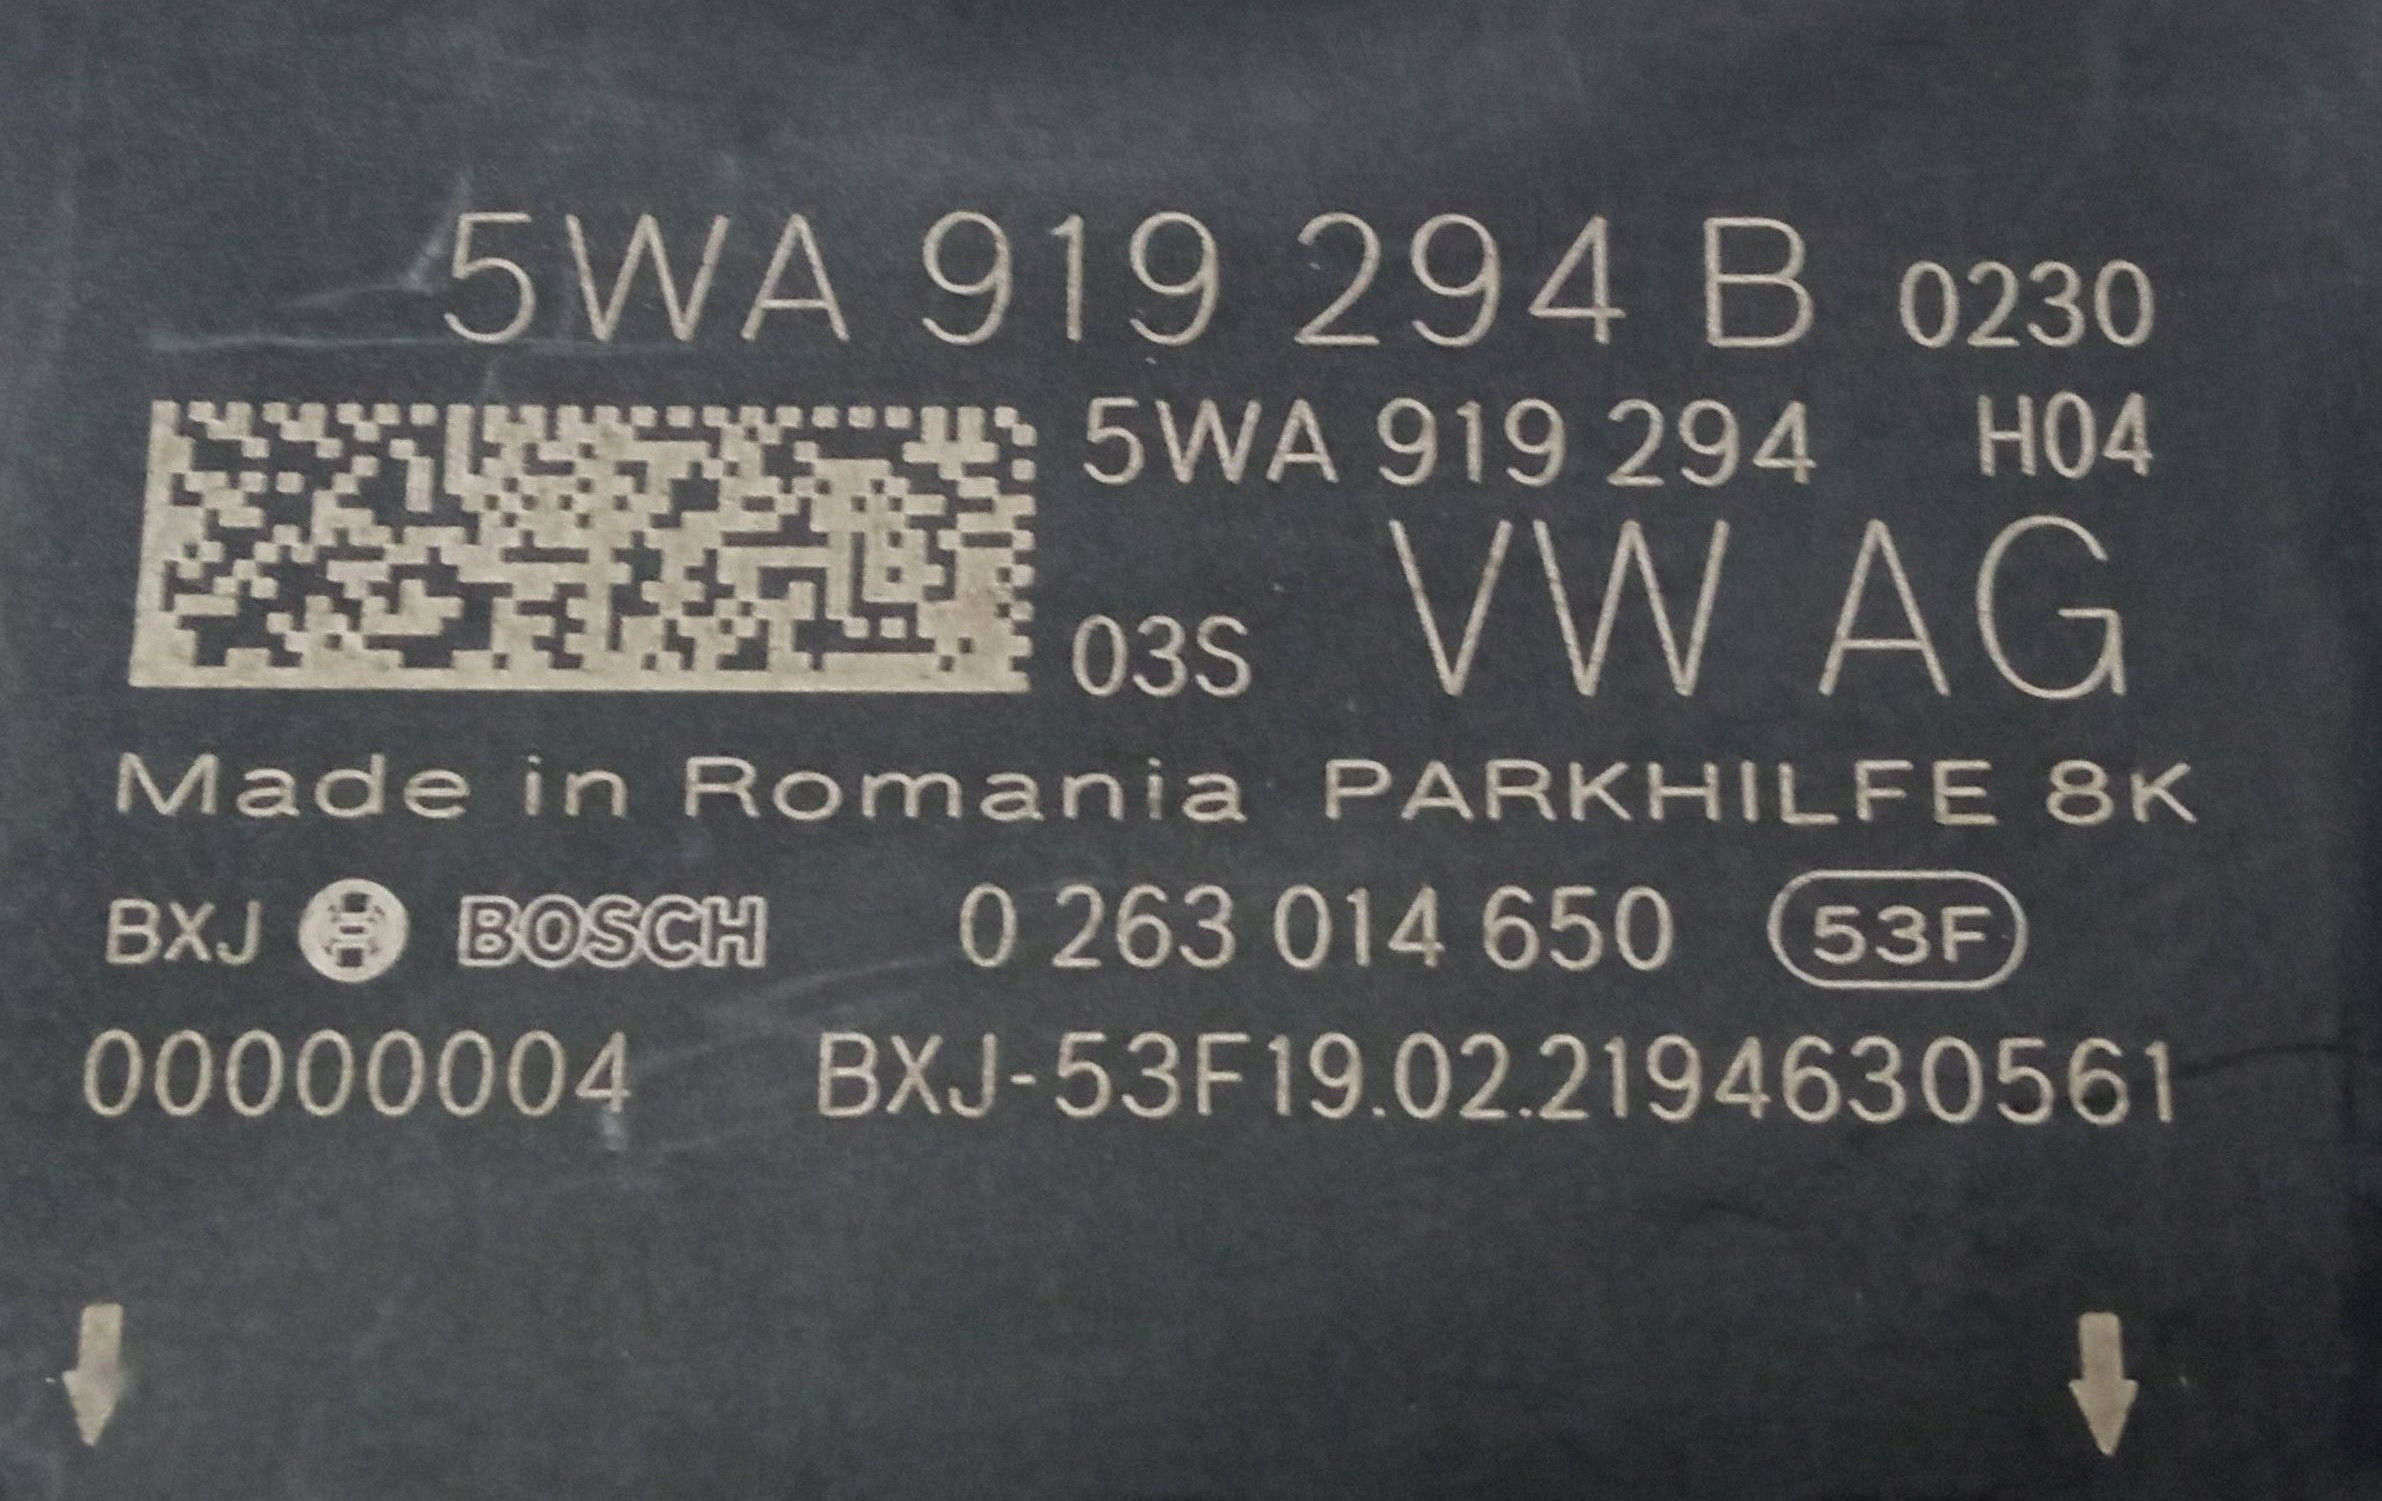 5WA 919 294 B 0230
5WA 919 294 H04
03S VW AG
Made in Romania PARKHILFE 8K
BXJ BOSCH 0 263 014 650 53F
00000004 BXJ-53F19.02.2194630561